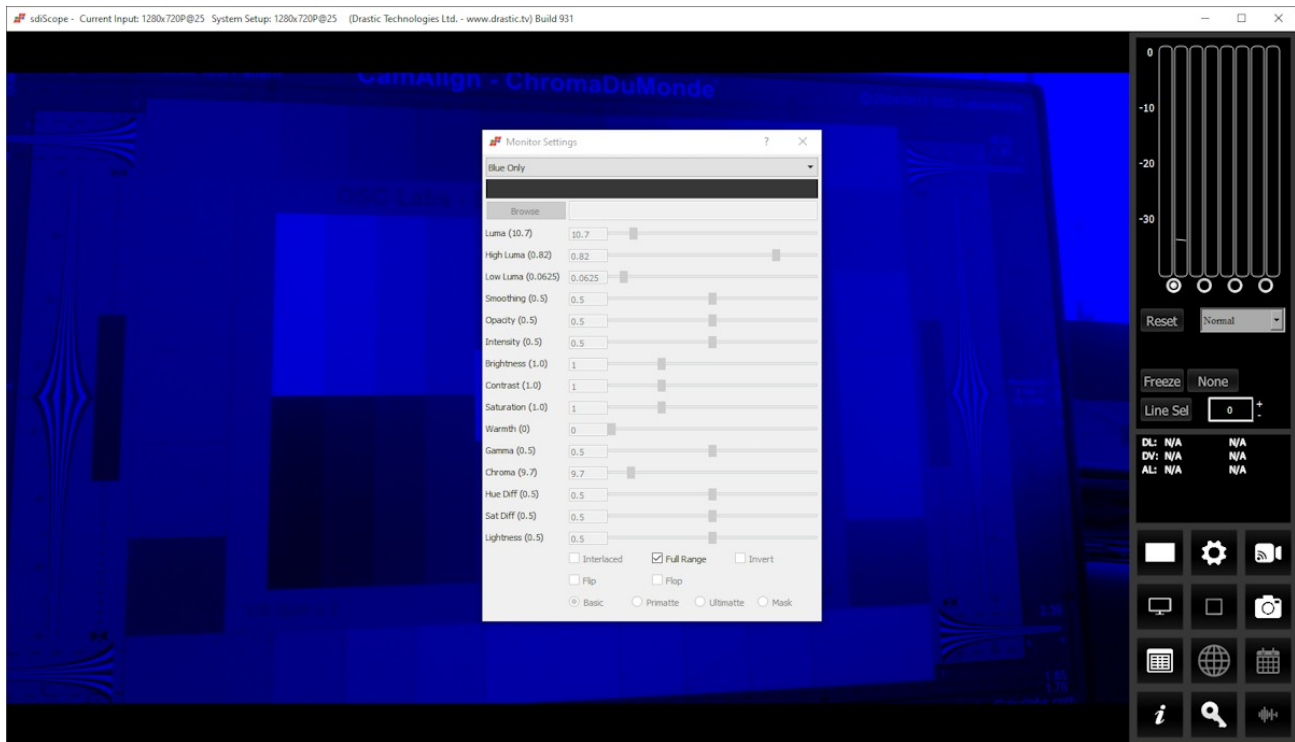 sdiScope - Current Input: 1280x720P@25 System Setup: 1280x720P@25 (Drastic Technologies Ltd. - www.drastic.tv) Build 931
CamAlign - ChromaDuMonde
DSC Labs
Monitor Settings ? ×
Blue Only
Browse
Luma (10.7) 10.7
High Luma (0.82) 0.82
Low Luma (0.0625) 0.0625
Smoothing (0.5) 0.5
Opacity (0.5) 0.5
Intensity (0.5) 0.5
Brightness (1.0) 1
Contrast (1.0) 1
Saturation (1.0) 1
Warmth (0) 0
Gamma (0.5) 0.5
Chroma (9.7) 9.7
Hue Diff (0.5) 0.5
Sat Diff (0.5) 0.5
Lightness (0.5) 0.5
Interlaced Full Range Invert
Flip Flop
Basic Primatte Ultimatte Mask
0
-10
-20
-30
Reset Normal
Freeze None
Line Sel 0 + -
DL: N/A N/A
DV: N/A N/A
AL: N/A N/A
i